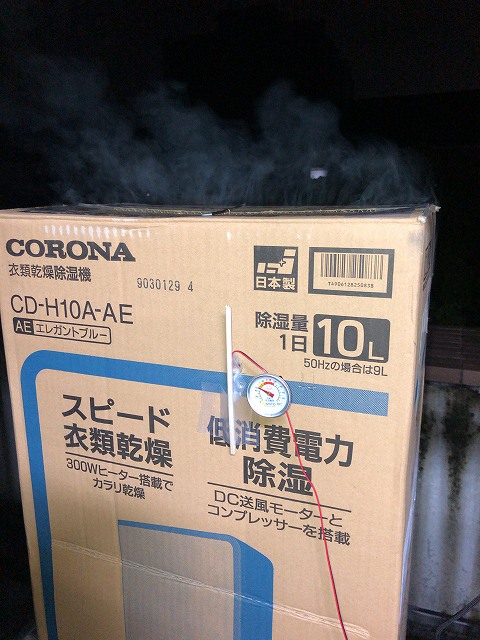 CORONA
衣類乾燥除湿機
9030129 4
CD-H10A-AE
AE エレガントブルー
日本製
T4906128250838
除湿量
1日 10L
50Hzの場合は9L
スピード
衣類乾燥
300Wヒーター搭載で
カラリ乾燥
低消費電力
除湿
DC送風モーターと
コンプレッサーを搭載